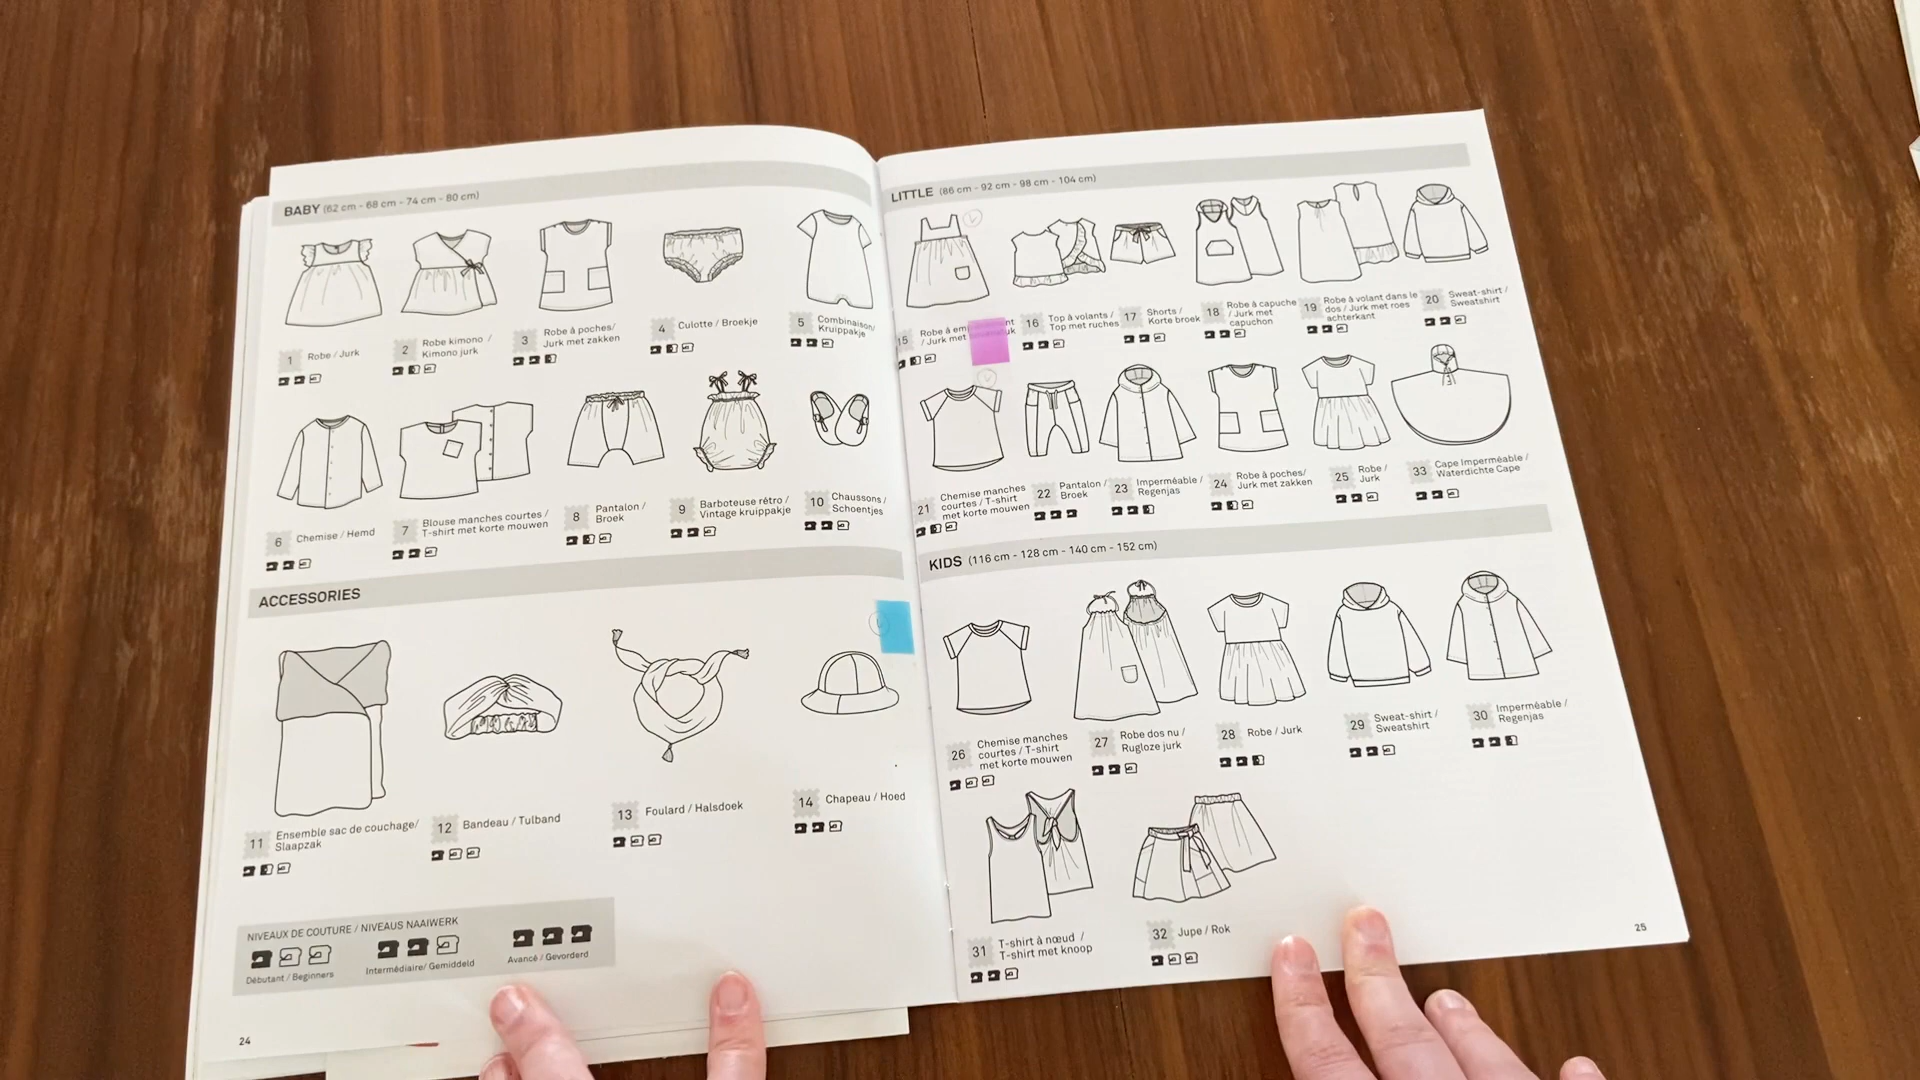 BABY (62 cm - 68 cm - 74 cm - 80 cm)
1 Robe / Jurk
2 Robe kimono /
Kimono jurk
3 Robe à poches/
Jurk met zakken
4 Culotte / Broekje
5 Combinaison/
Kruippakje
6 Chemise / Hemd
7 Blouse manches courtes /
T-shirt met korte mouwen
8 Pantalon /
Broek
9 Barboteuse rétro /
Vintage kruippakje
10 Chaussons /
Schoentjes
ACCESSORIES
11 Ensemble sac de couchage/
Slaapzak
12 Bandeau / Tulband
13 Foulard / Halsdoek
14 Chapeau / Hoed
NIVEAUX DE COUTURE / NIVEAUS NAAIWERK
Débutant / Beginners
Intermédiaire/ Gemiddeld
Avancé / Gevorderd
24
LITTLE (86 cm - 92 cm - 98 cm - 104 cm)
15 Robe à
/ Jurk met
16 Top à volants /
Top met ruches
17 Shorts /
Korte broek
18 Robe à capuche
/ Jurk met
capuchon
19 Robe à volant dans le
dos / Jurk met roes
achterkant
20 Sweat-shirt /
Sweatshirt
21 Chemise manches
courtes / T-shirt
met korte mouwen
22 Pantalon /
Broek
23 Imperméable /
Regenjas
24 Robe à poches/
Jurk met zakken
25 Robe /
Jurk
33 Cape Imperméable /
Waterdichte Cape
KIDS (116 cm - 128 cm - 140 cm - 152 cm)
26 Chemise manches
courtes / T-shirt
met korte mouwen
27 Robe dos nu /
Rugloze jurk
28 Robe / Jurk
29 Sweat-shirt /
Sweatshirt
30 Imperméable /
Regenjas
31 T-shirt à nœud /
T-shirt met knoop
32 Jupe / Rok
25